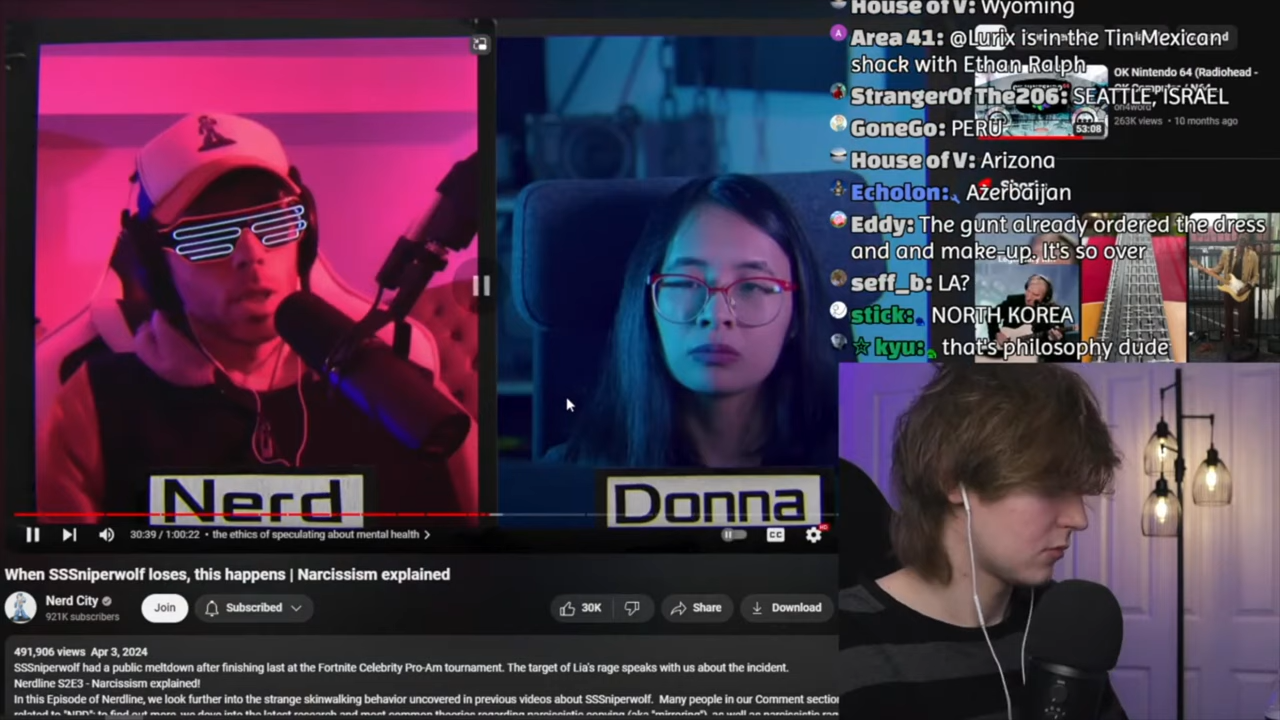 House of V: Wyoming
Area 41: @Lurix is in the Tin Mexican
shack with Ethan Ralph
StrangerOf The206: SEATTLE, ISRAEL
GoneGo: PERU
House of V: Arizona
Echolon: Azerbaijan
Eddy: The gunt already ordered the dress
and and make-up. It's so over
seff_b: LA?
stick: NORTH KOREA
☆ kyu: that's philosophy dude
OK Nintendo 64 (Radiohead -
on4word
263K views • 10 months ago
53:08
Nerd
Donna
30:39 / 1:00:22 • the ethics of speculating about mental health >
CC
HD
When SSSniperwolf loses, this happens | Narcissism explained
Nerd City
921K subscribers
Join
Subscribed
30K
Share
Download
491,906 views Apr 3, 2024
SSSniperwolf had a public meltdown after finishing last at the Fortnite Celebrity Pro-Am tournament. The target of Lia's rage speaks with us about the incident.
Nerdline S2E3 - Narcissism explained!
In this Episode of Nerdline, we look further into the strange skinwalking behavior uncovered in previous videos about SSSniperwolf. Many people in our Comment section